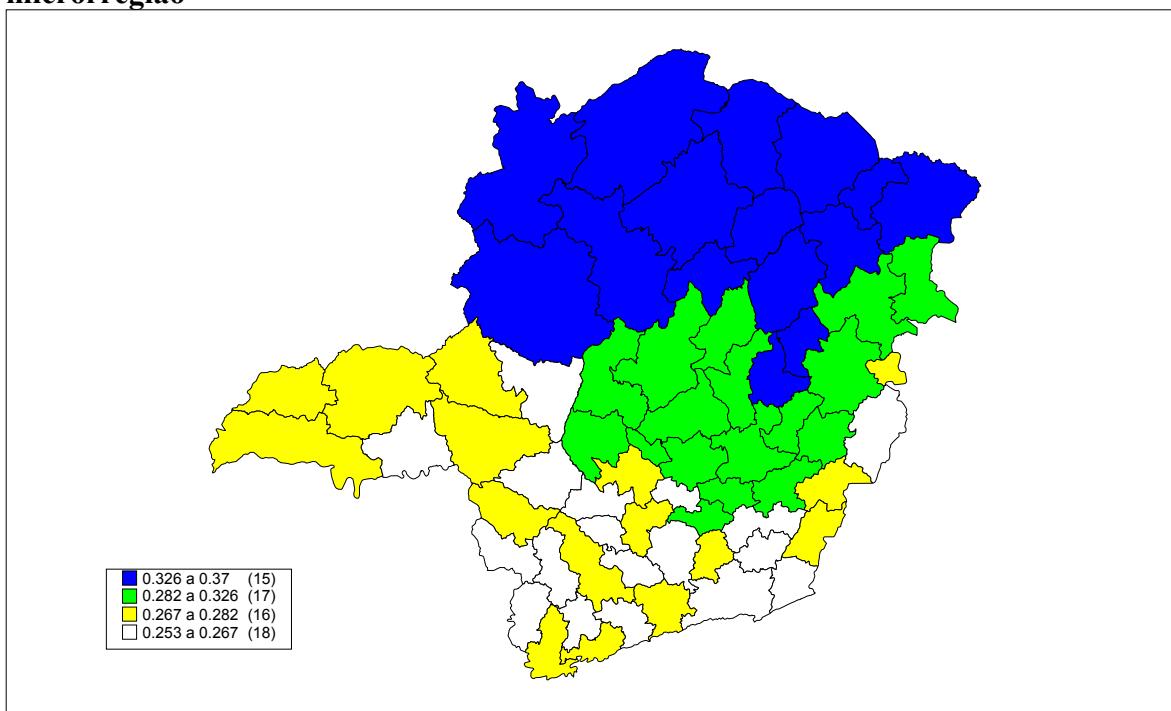 microrregião
0.326 a 0.37 (15)
0.282 a 0.326 (17)
0.267 a 0.282 (16)
0.253 a 0.267 (18)